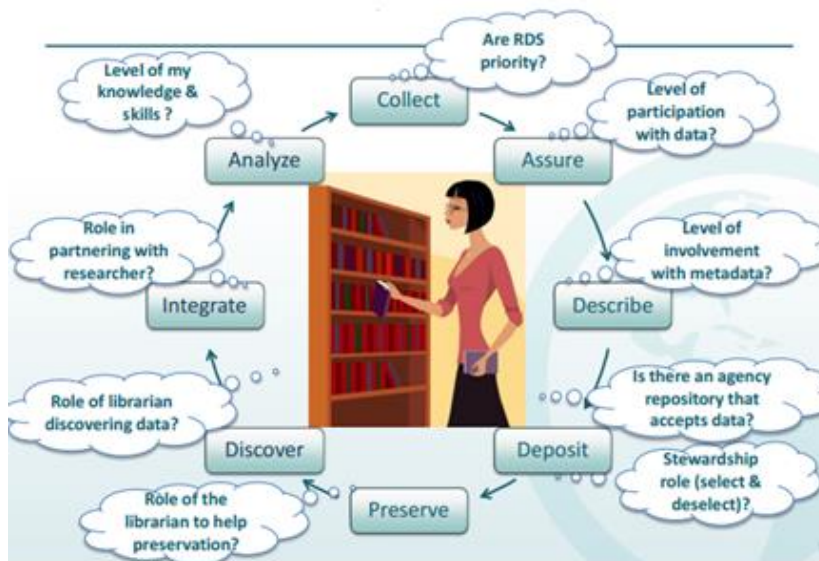 Are RDS
priority?
Collect
Level of my
knowledge &
skills ?
Level of
participation
with data?
Analyze
Assure
Role in
partnering with
researcher?
Level of
involvement
with metadata?
Integrate
Describe
Role of librarian
discovering data?
Is there an agency
repository that
accepts data?
Discover
Deposit
Stewardship
role (select &
deselect)?
Role of the
librarian to help
preservation?
Preserve